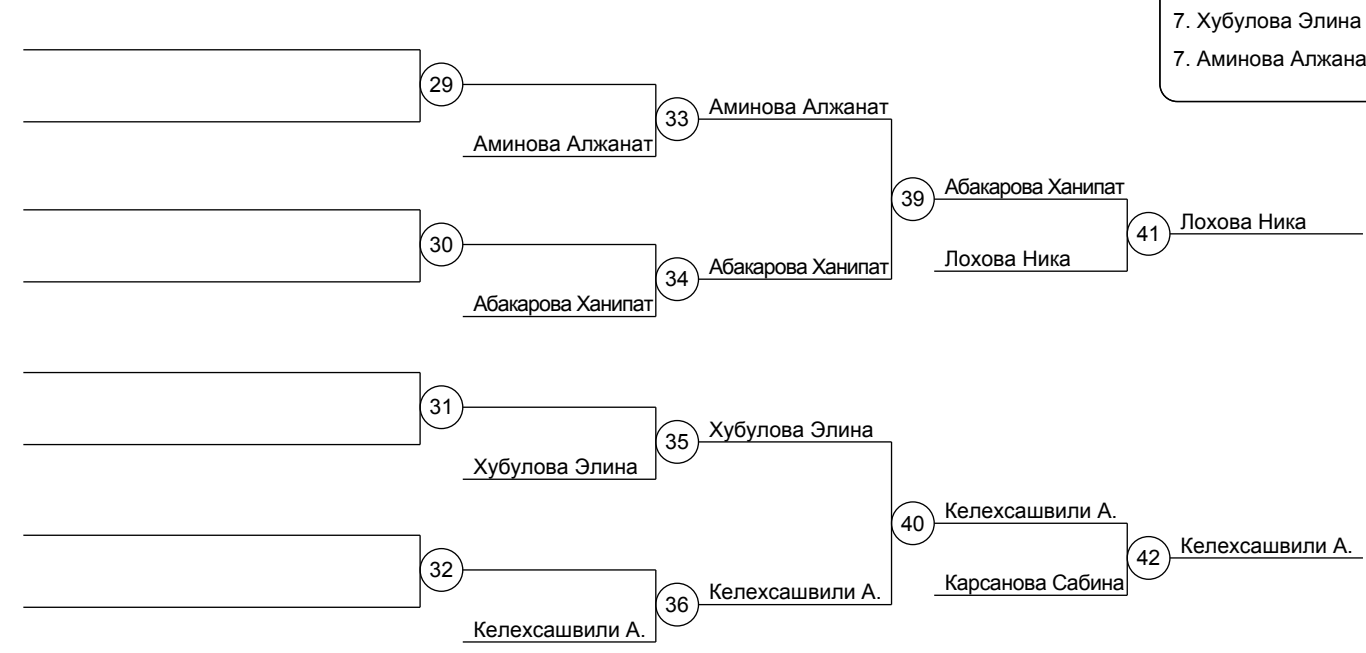 7. Хубулова Элина
7. Аминова Алжана
29
33
Аминова Алжанат
Аминова Алжанат
39
Абакарова Ханипат
41
Лохова Ника
30
34
Абакарова Ханипат
Лохова Ника
Абакарова Ханипат
31
35
Хубулова Элина
Хубулова Элина
40
Келехсашвили А.
42
Келехсашвили А.
32
36
Келехсашвили А.
Карсанова Сабина
Келехсашвили А.